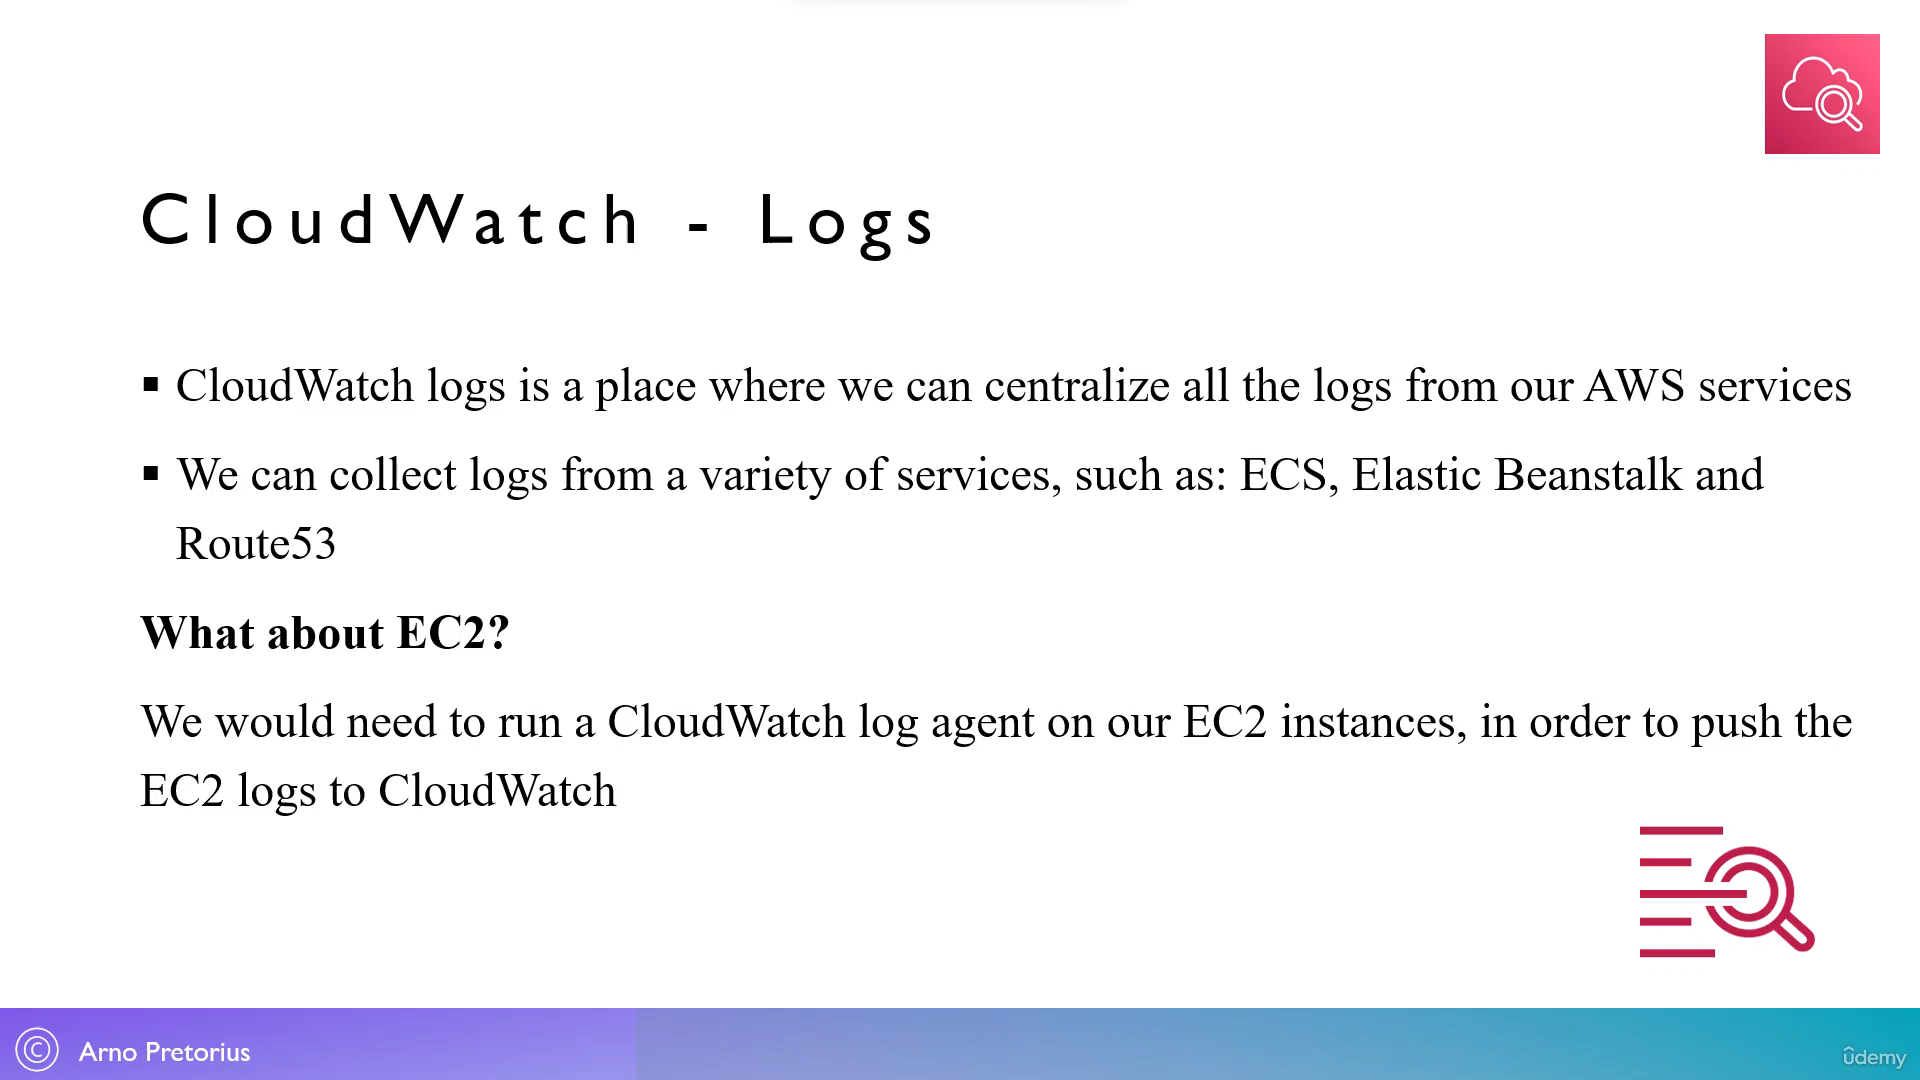 CloudWatch - Logs
▪ CloudWatch logs is a place where we can centralize all the logs from our AWS services
▪ We can collect logs from a variety of services, such as: ECS, Elastic Beanstalk and
Route53
What about EC2?
We would need to run a CloudWatch log agent on our EC2 instances, in order to push the
EC2 logs to CloudWatch
© Arno Pretorius
ûdemy